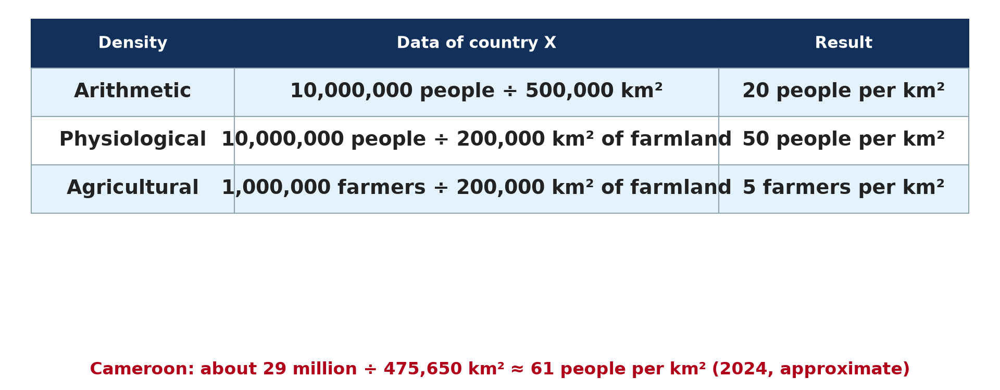 Density Data of country X Result
Arithmetic 10,000,000 people ÷ 500,000 km² 20 people per km²
Physiological 10,000,000 people ÷ 200,000 km² of farmland 50 people per km²
Agricultural 1,000,000 farmers ÷ 200,000 km² of farmland 5 farmers per km²
Cameroon: about 29 million ÷ 475,650 km² ≈ 61 people per km² (2024, approximate)